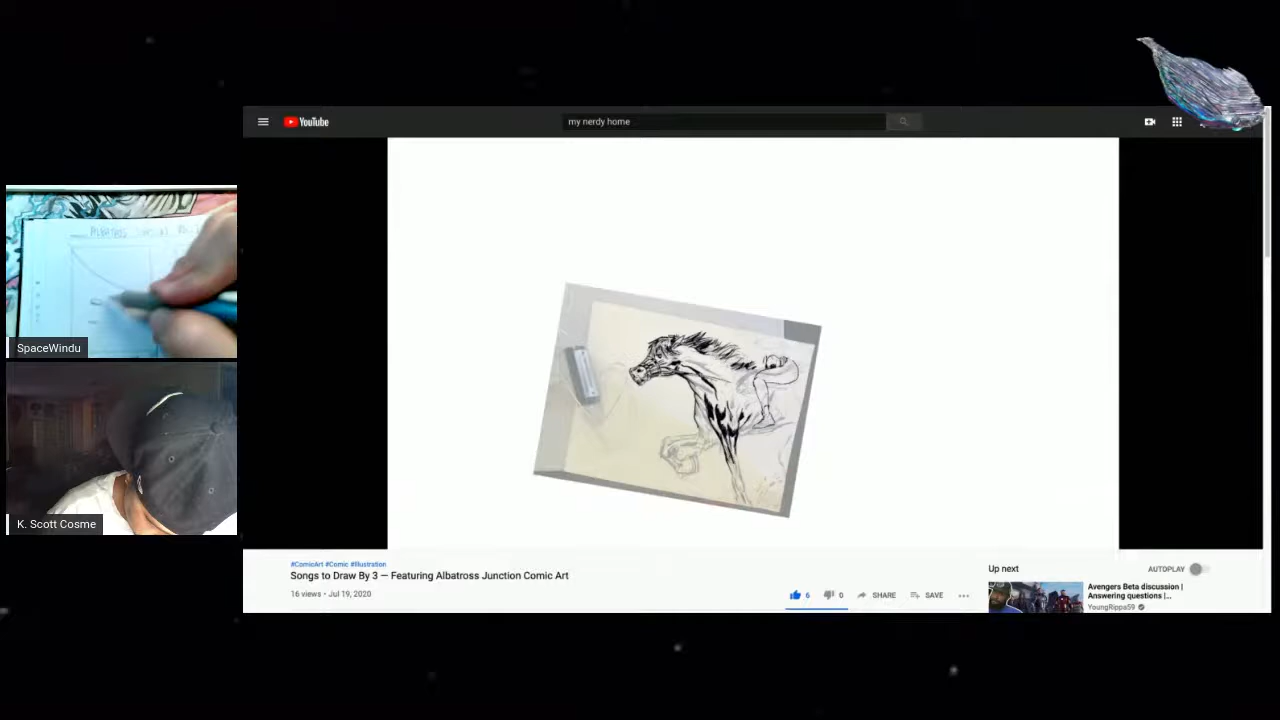 YouTube
my nerdy home
SpaceWindu
K. Scott Cosme
#ComicArt #Comic #Illustration
Songs to Draw By 3 — Featuring Albatross Junction Comic Art
16 views • Jul 19, 2020
6
0
SHARE
SAVE
Up next
AUTOPLAY
Avengers Beta discussion |
Answering questions |...
YoungRippa59